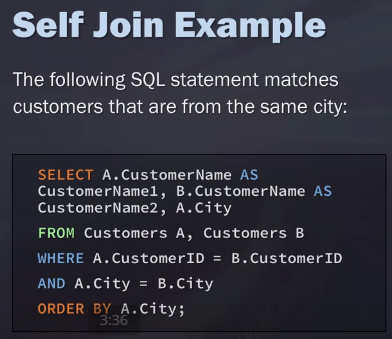 Self Join Example
The following SQL statement matches
customers that are from the same city:
SELECT A.CustomerName AS
CustomerName1, B.CustomerName AS
CustomerName2, A.City
FROM Customers A, Customers B
WHERE A.CustomerID = B.CustomerID
AND A.City = B.City
ORDER BY A.City;
3:36